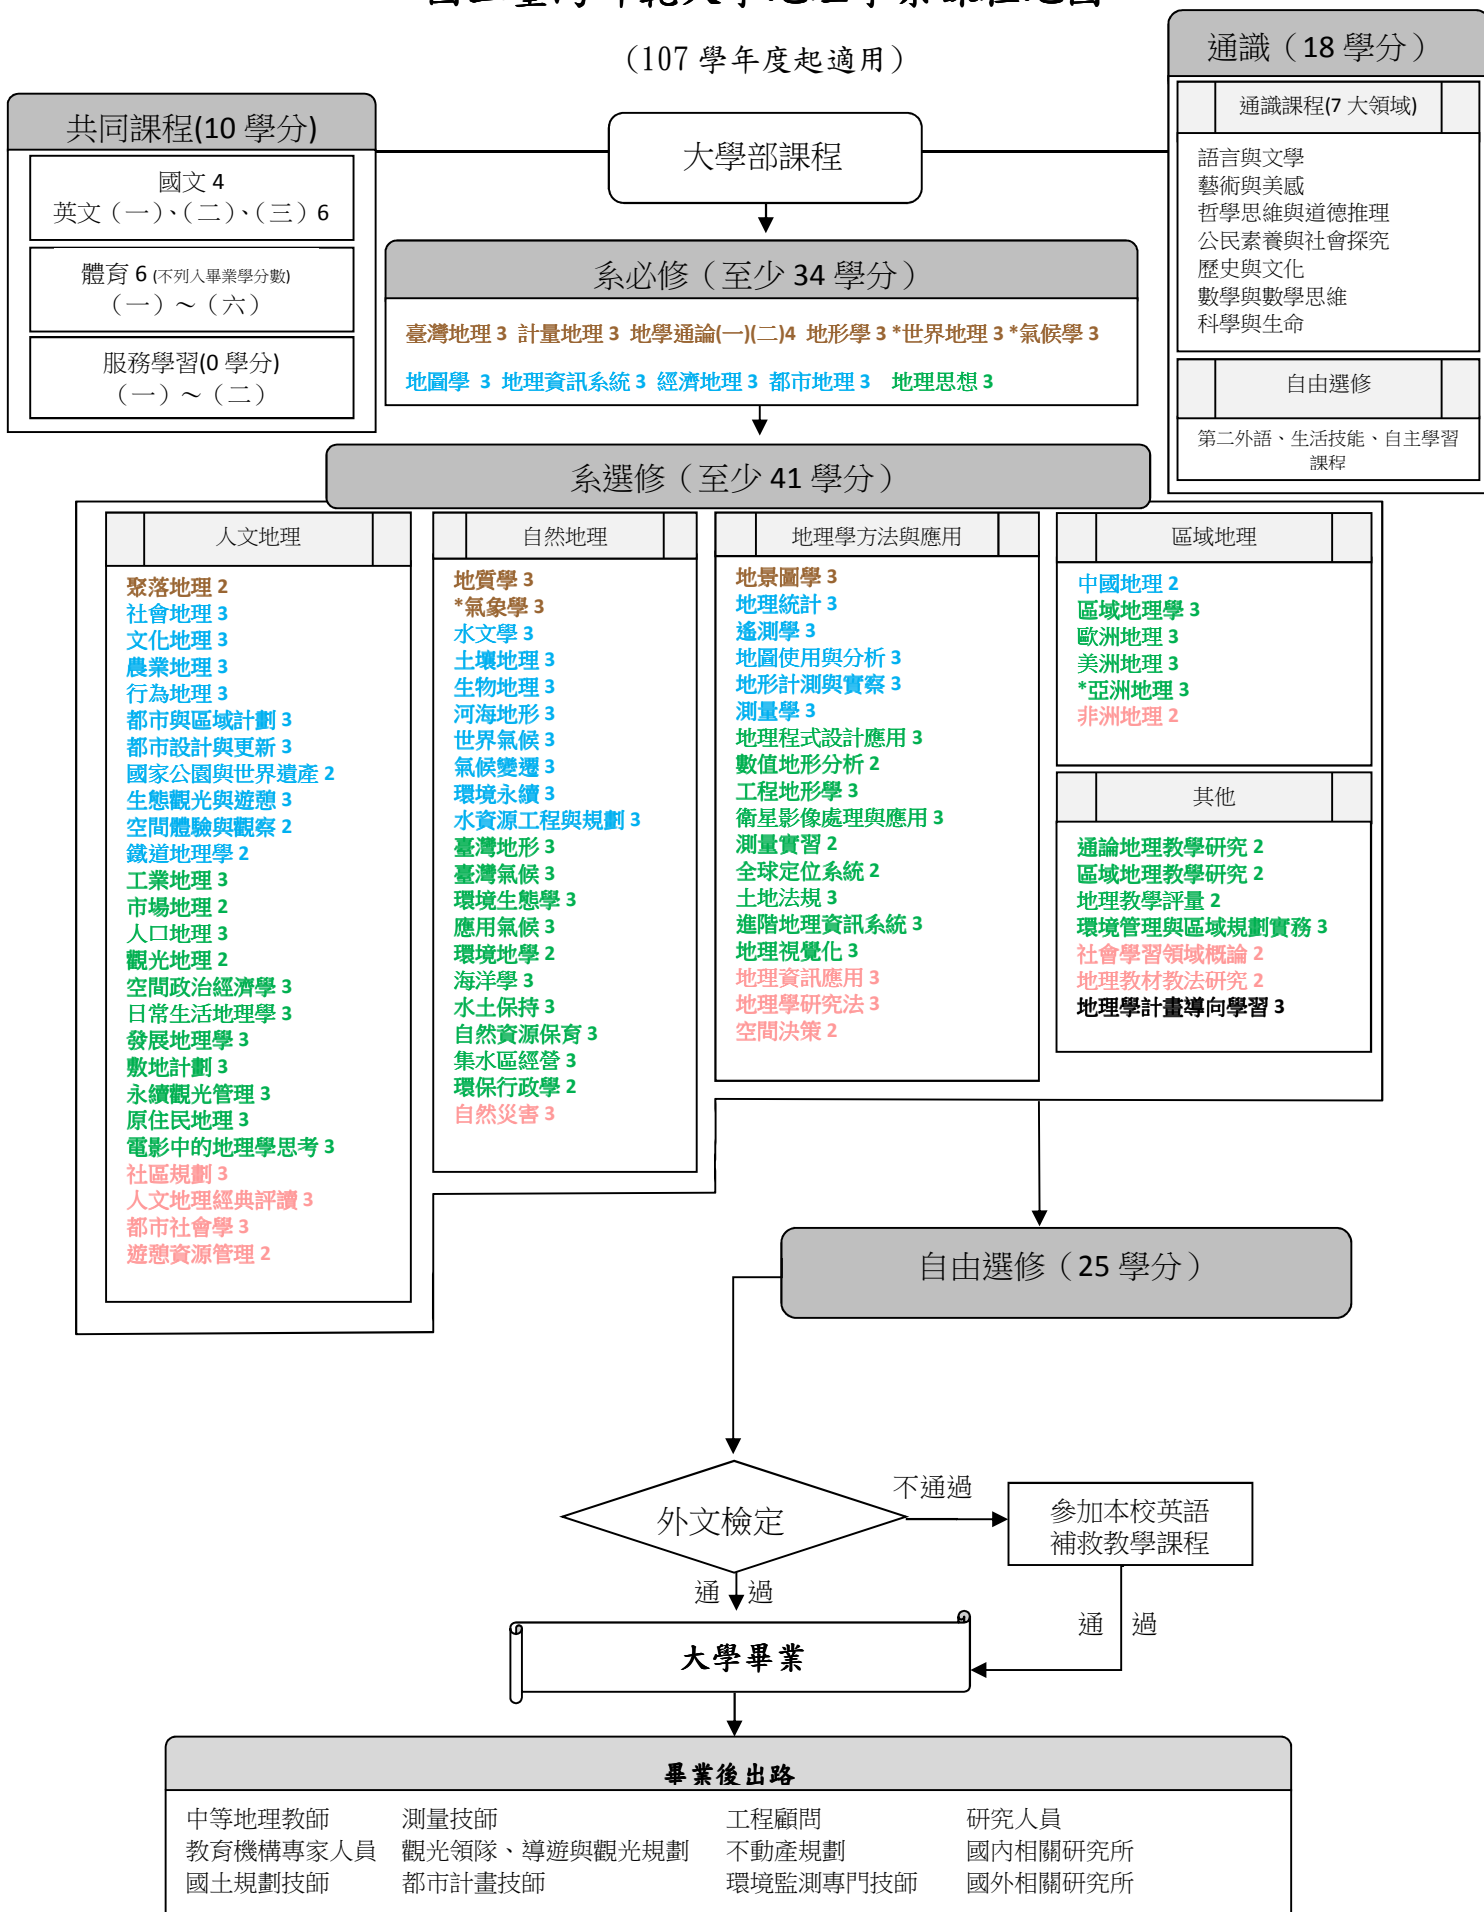 (107 學年度起適用)
通識（18 學分）
通識課程(7 大領域)
語言與文學
藝術與美感
哲學思維與道德推理
公民素養與社會探究
歷史與文化
數學與數學思維
科學與生命
自由選修
第二外語、生活技能、自主學習
課程
共同課程(10 學分)
國文 4
英文（一）、（二）、（三）6
體育 6 (不列入畢業學分數)
（一）～（六）
服務學習(0 學分)
（一）～（二）
大學部課程
系必修（至少 34 學分）
臺灣地理 3 計量地理 3 地學通論(一)(二)4 地形學 3 *世界地理 3 *氣候學 3
地圖學 3 地理資訊系統 3 經濟地理 3 都市地理 3 地理思想 3
系選修（至少 41 學分）
人文地理
聚落地理 2
社會地理 3
文化地理 3
農業地理 3
行為地理 3
都市與區域計劃 3
都市設計與更新 3
國家公園與世界遺產 2
生態觀光與遊憩 3
空間體驗與觀察 2
鐵道地理學 2
工業地理 3
市場地理 2
人口地理 3
觀光地理 2
空間政治經濟學 3
日常生活地理學 3
發展地理學 3
敷地計劃 3
永續觀光管理 3
原住民地理 3
電影中的地理學思考 3
社區規劃 3
人文地理經典評讀 3
都市社會學 3
遊憩資源管理 2
自然地理
地質學 3
*氣象學 3
水文學 3
土壤地理 3
生物地理 3
河海地形 3
世界氣候 3
氣候變遷 3
環境永續 3
水資源工程與規劃 3
臺灣地形 3
臺灣氣候 3
環境生態學 3
應用氣候 3
環境地學 2
海洋學 3
水土保持 3
自然資源保育 3
集水區經營 3
環保行政學 2
自然災害 3
地理學方法與應用
地景圖學 3
地理統計 3
遙測學 3
地圖使用與分析 3
地形計測與實察 3
測量學 3
地理程式設計應用 3
數值地形分析 2
工程地形學 3
衛星影像處理與應用 3
測量實習 2
全球定位系統 2
土地法規 3
進階地理資訊系統 3
地理視覺化 3
地理資訊應用 3
地理學研究法 3
空間決策 2
區域地理
中國地理 2
區域地理學 3
歐洲地理 3
美洲地理 3
*亞洲地理 3
非洲地理 2
其他
通論地理教學研究 2
區域地理教學研究 2
地理教學評量 2
環境管理與區域規劃實務 3
社會學習領域概論 2
地理教材教法研究 2
地理學計畫導向學習 3
自由選修（25 學分）
外文檢定
不通過
參加本校英語
補救教學課程
通 過
通 過
大學畢業
畢業後出路
中等地理教師 測量技師 工程顧問 研究人員
教育機構專家人員 觀光領隊、導遊與觀光規劃 不動產規劃 國內相關研究所
國土規劃技師 都市計畫技師 環境監測專門技師 國外相關研究所